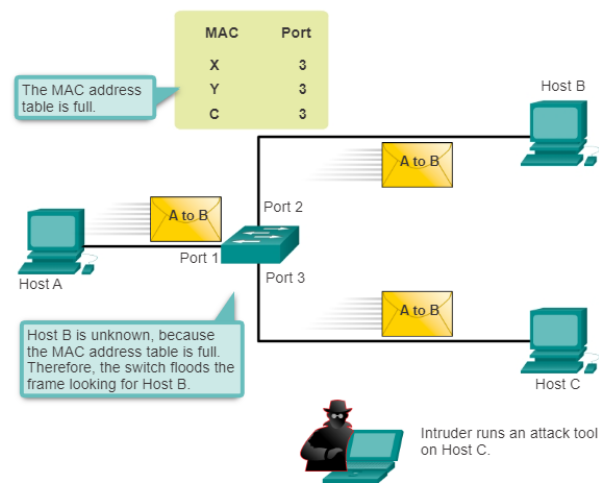 MAC Port
X 3
Y 3
C 3
The MAC address
table is full.
Host B
A to B
A to B
Port 2
Port 1
Host A
Port 3
A to B
Host B is unknown, because
the MAC address table is full.
Therefore, the switch floods the
frame looking for Host B.
Host C
Intruder runs an attack tool
on Host C.